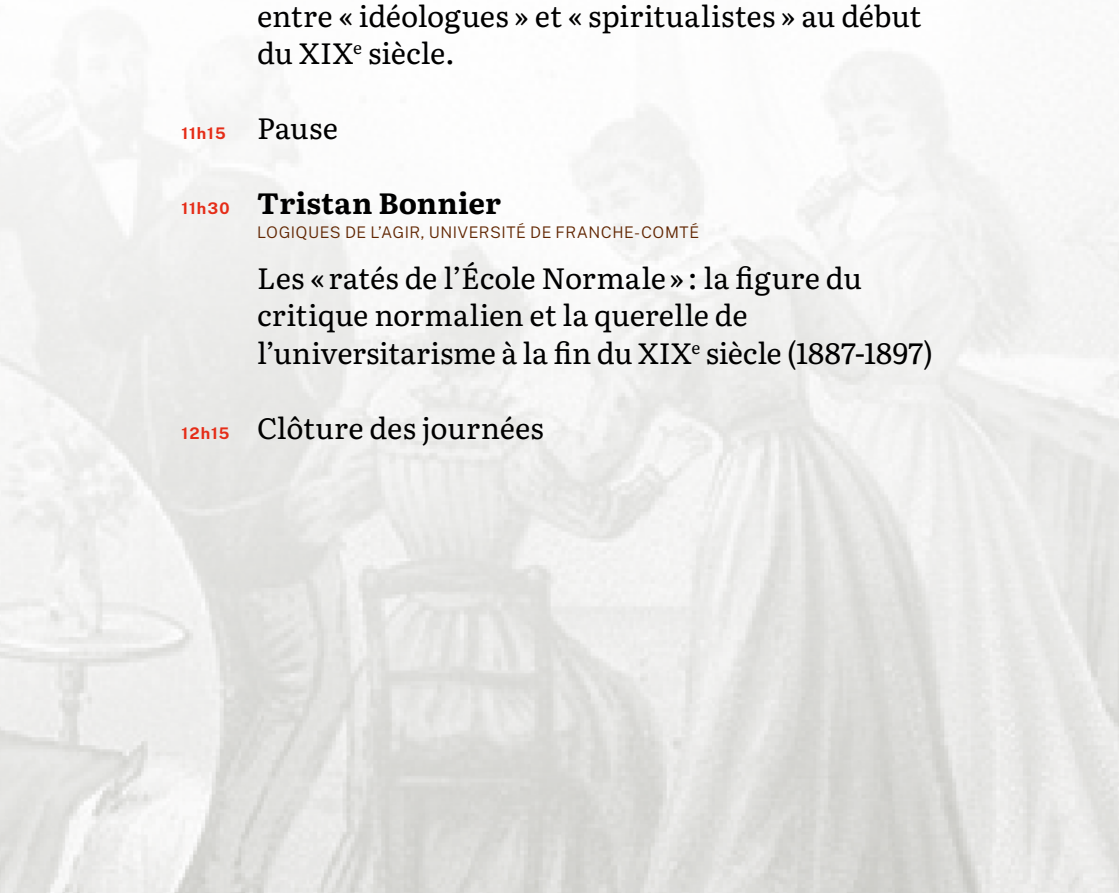 entre « idéologues » et « spiritualistes » au début
du XIXe siècle.
11h15 Pause
11h30 Tristan Bonnier
LOGIQUES DE L'AGIR, UNIVERSITÉ DE FRANCHE-COMTÉ
Les « ratés de l'École Normale » : la figure du
critique normalien et la querelle de
l'universitarisme à la fin du XIXe siècle (1887-1897)
12h15 Clôture des journées